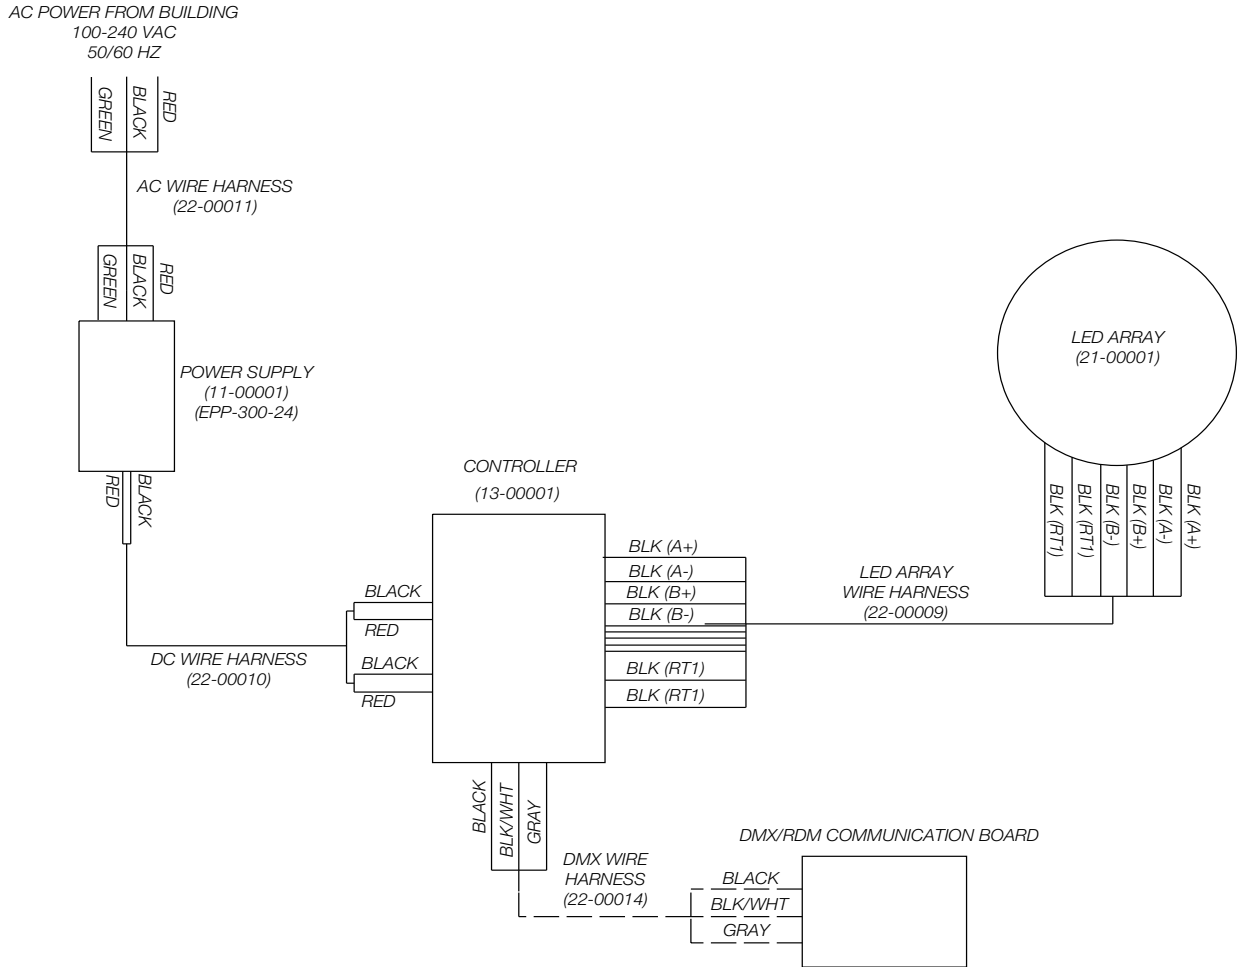 AC POWER FROM BUILDING
100-240 VAC
50/60 HZ
GREEN
BLACK
RED
AC WIRE HARNESS
(22-00011)
GREEN
BLACK
RED
POWER SUPPLY
(11-00001)
(EPP-300-24)
RED
BLACK
DC WIRE HARNESS
(22-00010)
BLACK
RED
BLACK
RED
CONTROLLER
(13-00001)
BLK (A+)
BLK (A-)
BLK (B+)
BLK (B-)
BLK (RT1)
BLK (RT1)
LED ARRAY
WIRE HARNESS
(22-00009)
LED ARRAY
(21-00001)
BLK (RT1)
BLK (RT1)
BLK (B-)
BLK (B+)
BLK (A-)
BLK (A+)
BLACK
BLK/WHT
GRAY
DMX WIRE
HARNESS
(22-00014)
DMX/RDM COMMUNICATION BOARD
BLACK
BLK/WHT
GRAY